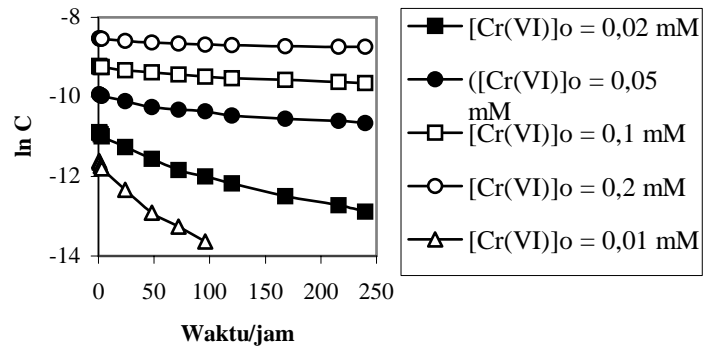 -8
-10
-12
-14
ln C
0 50 100 150 200 250
Waktu/jam
[Cr(VI)]o = 0,02 mM
([Cr(VI)]o = 0,05
mM
[Cr(VI)]o = 0,1 mM
[Cr(VI)]o = 0,2 mM
[Cr(VI)]o = 0,01 mM